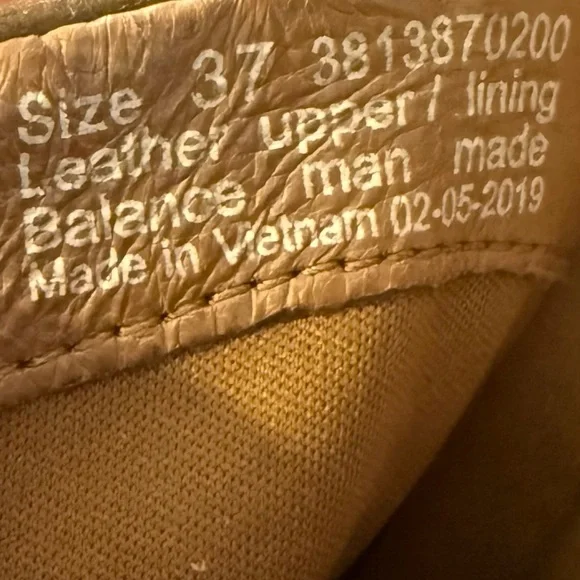 Size 37 3813870200
Leather upper/ lining
Balance, man made
Made in Vietnam 02-05-2019